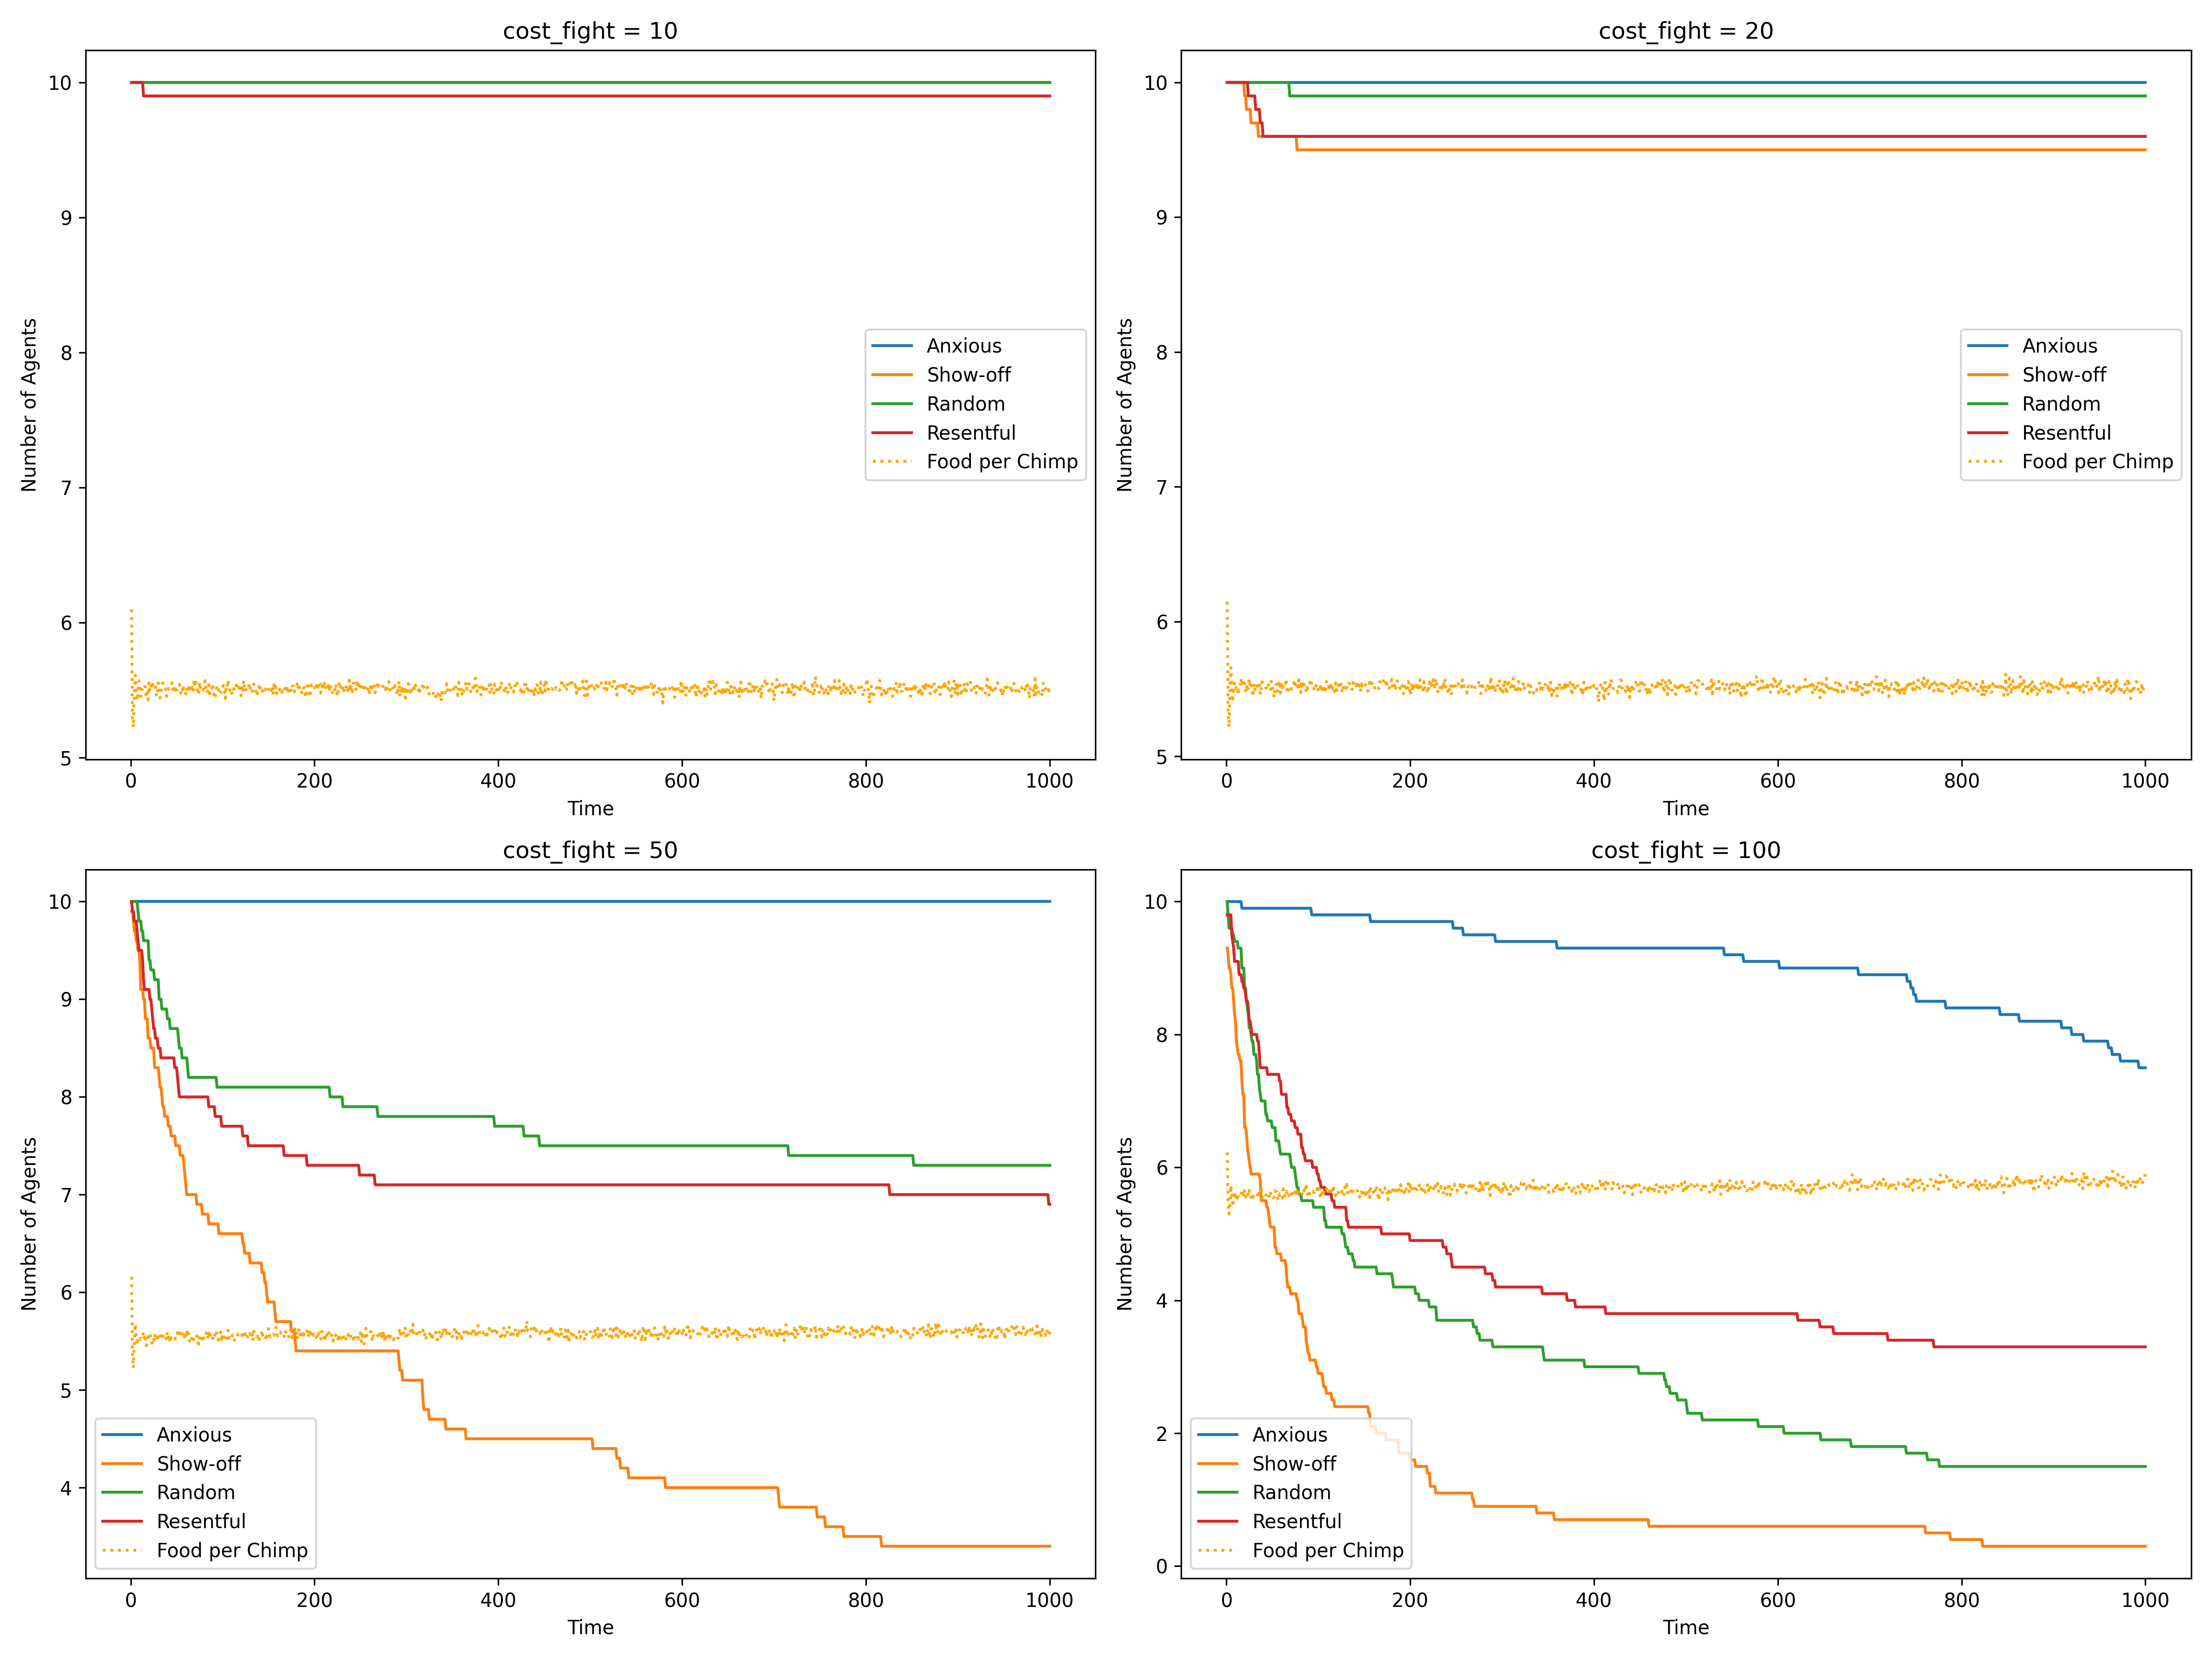 cost_fight = 10
Number of Agents
10
9
8
7
6
5
Anxious
Show-off
Random
Resentful
Food per Chimp
0 200 400 600 800 1000
Time
cost_fight = 20
Number of Agents
10
9
8
7
6
5
Anxious
Show-off
Random
Resentful
Food per Chimp
0 200 400 600 800 1000
Time
cost_fight = 50
Number of Agents
10
9
8
7
6
5
4
Anxious
Show-off
Random
Resentful
Food per Chimp
0 200 400 600 800 1000
Time
cost_fight = 100
Number of Agents
10
8
6
4
2
0
Anxious
Show-off
Random
Resentful
Food per Chimp
0 200 400 600 800 1000
Time